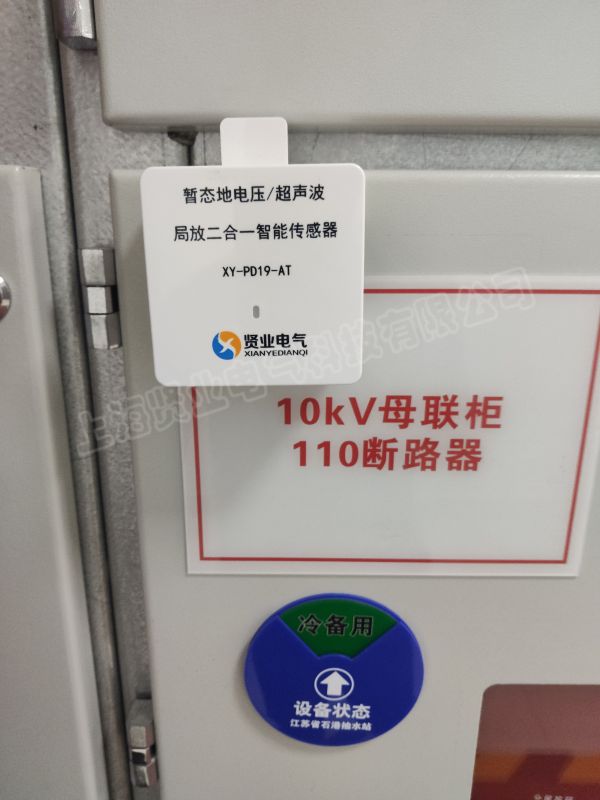 暂态地电压/超声波
局放二合一智能传感器
XY-PD19-AT
贤业电气
XIANYEDIANQI
上海贤业电气科技有限公司
10kV母联柜
110断路器
冷备用
设备状态
江苏省石港抽水站